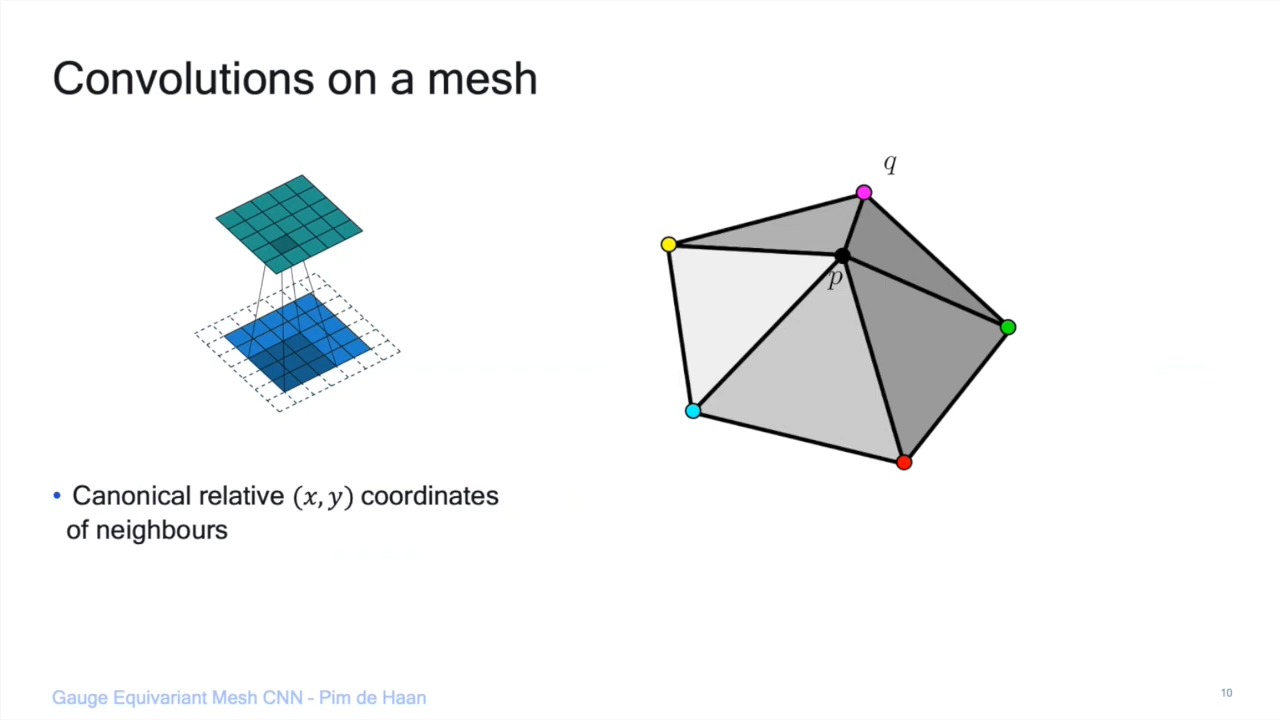 Convolutions on a mesh
q
p
• Canonical relative (x, y) coordinates
of neighbours
Gauge Equivariant Mesh CNN - Pim de Haan
10